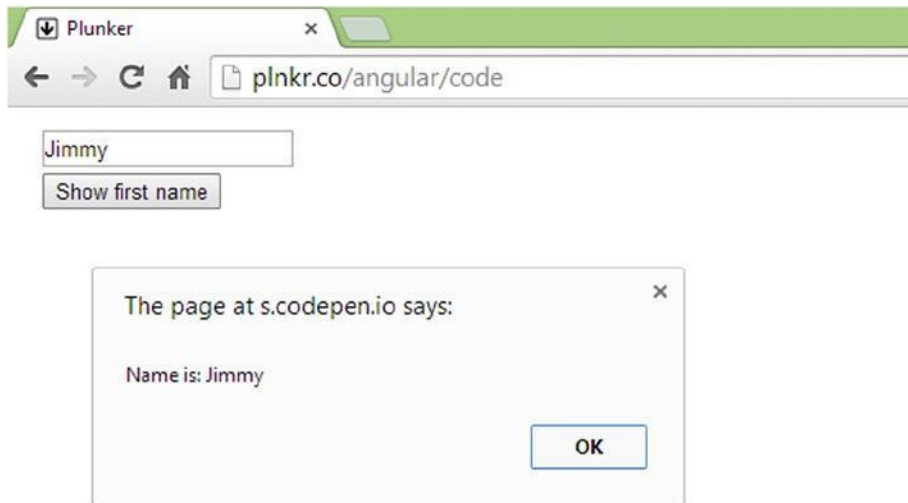 Plunker
plnkr.co/angular/code
Jimmy
Show first name
The page at s.codepen.io says:
Name is: Jimmy
OK